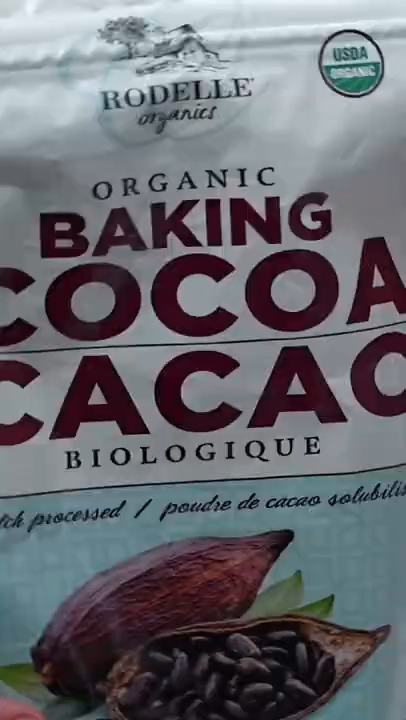 RODELLE
organics
USDA
ORGANIC
ORGANIC
BAKING
COCOA
CACAO
BIOLOGIQUE
processed / poudre de cacao